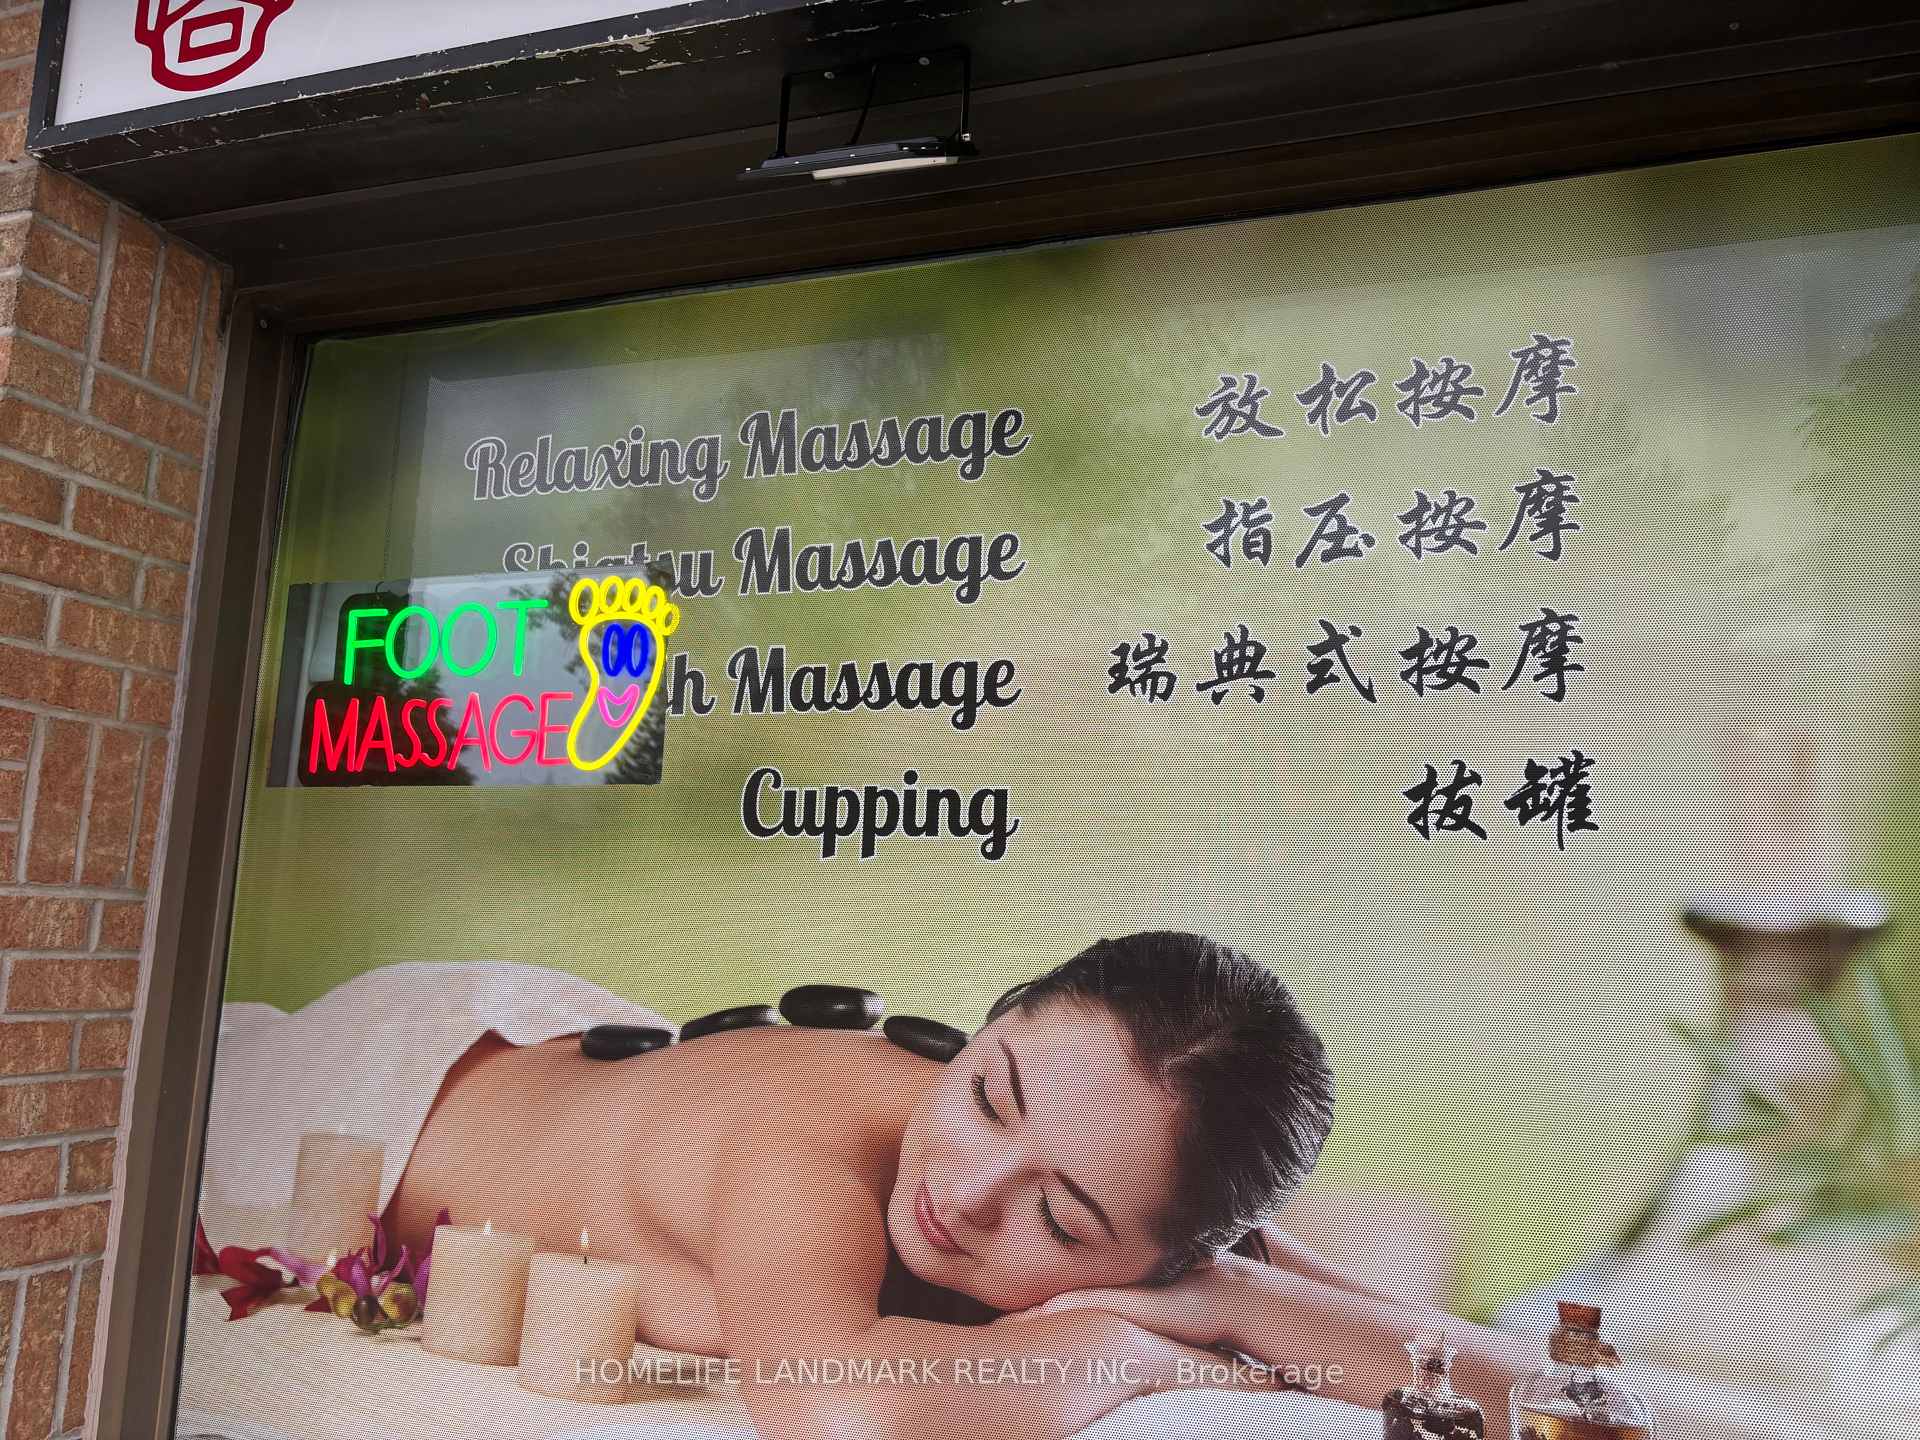 Relaxing Massage 放松按摩
Shiatsu Massage 指压按摩
FOOT
MASSAGE
Massage 瑞典式按摩
Cupping 拔罐
HOMELIFE LANDMARK REALTY INC., Brokerage